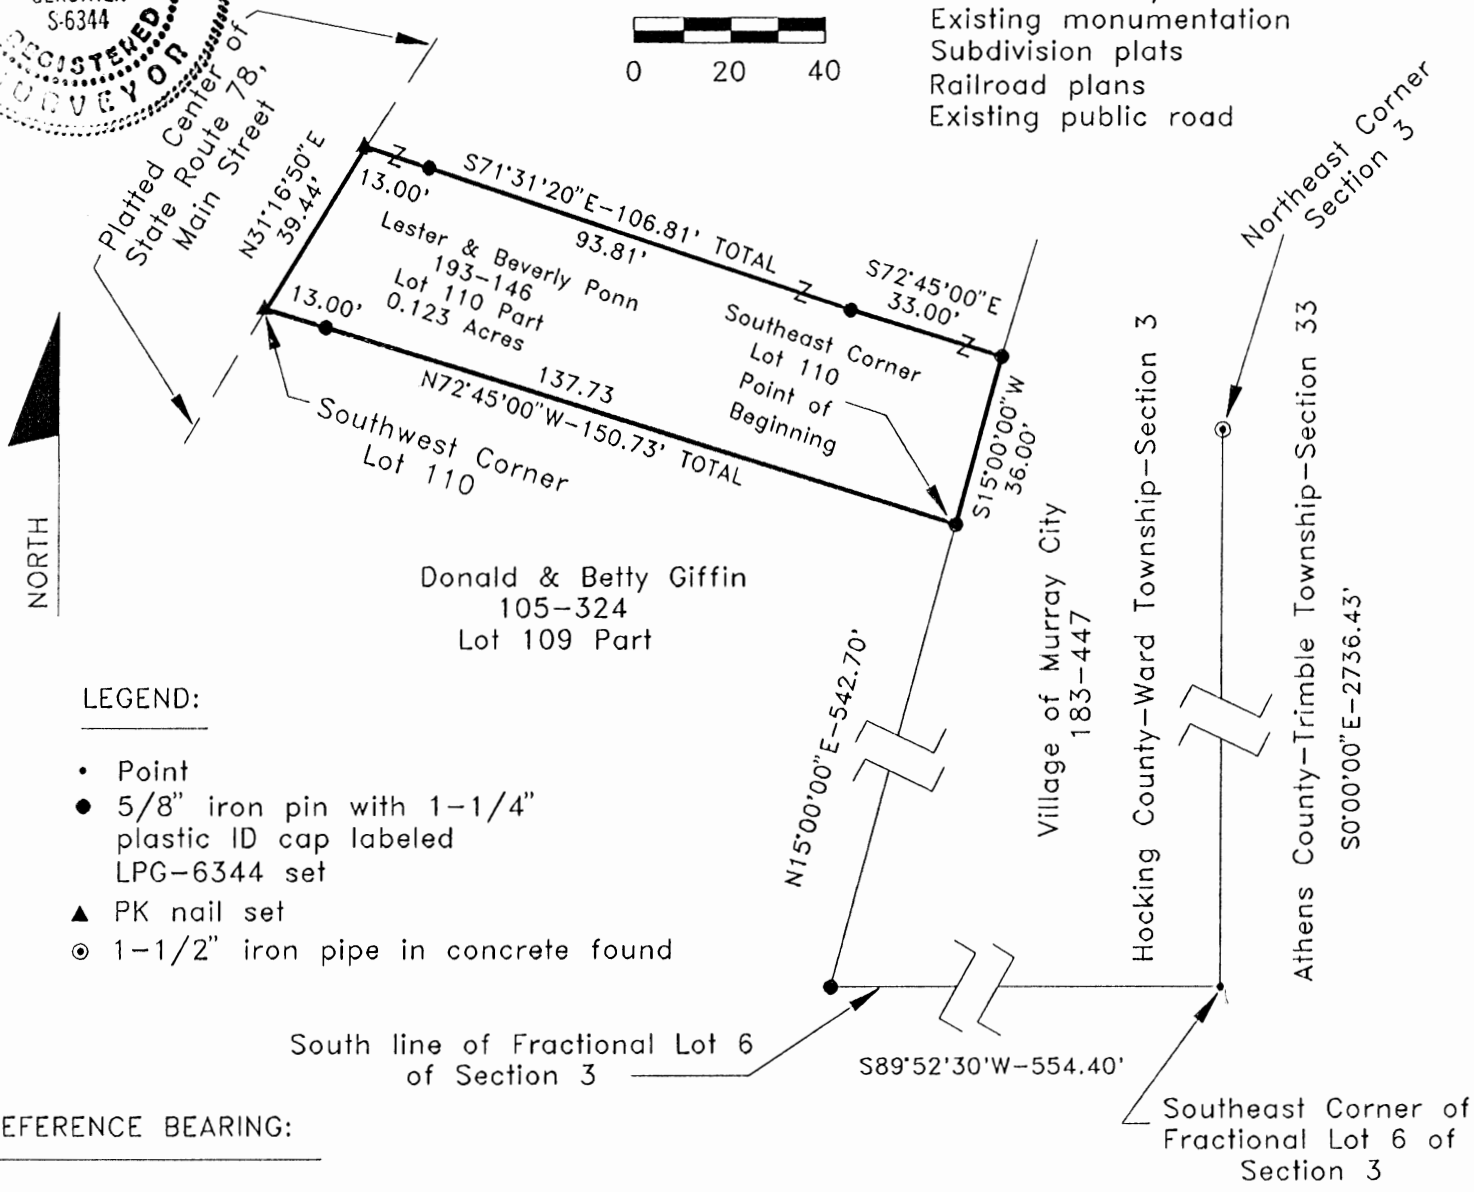 S-6344
REGISTERED
SURVEYOR
0 20 40
Existing monumentation
Subdivision plats
Railroad plans
Existing public road
Platted Center of
State Route 78,
Main Street
N31°16'50"E
39.44'
13.00'
S71°31'20"E-106.81' TOTAL
93.81'
S72°45'00"E
33.00'
Lester & Beverly Ponn
193-146
Lot 110 Part
0.123 Acres
13.00'
137.73
N72°45'00"W-150.73' TOTAL
Southeast Corner
Lot 110
Point of
Beginning
S15°00'00"W
36.00'
Southwest Corner
Lot 110
Northeast Corner
Section 3
NORTH
Donald & Betty Giffin
105-324
Lot 109 Part
N15°00'00"E-542.70'
Village of Murray City
183-447
Hocking County-Ward Township-Section 3
Athens County-Trimble Township-Section 33
S0°00'00"E-2736.43'
LEGEND:
Point
5/8" iron pin with 1-1/4"
plastic ID cap labeled
LPG-6344 set
PK nail set
1-1/2" iron pipe in concrete found
South line of Fractional Lot 6
of Section 3
S89°52'30'W-554.40'
Southeast Corner of
Fractional Lot 6 of
Section 3
EFERENCE BEARING: